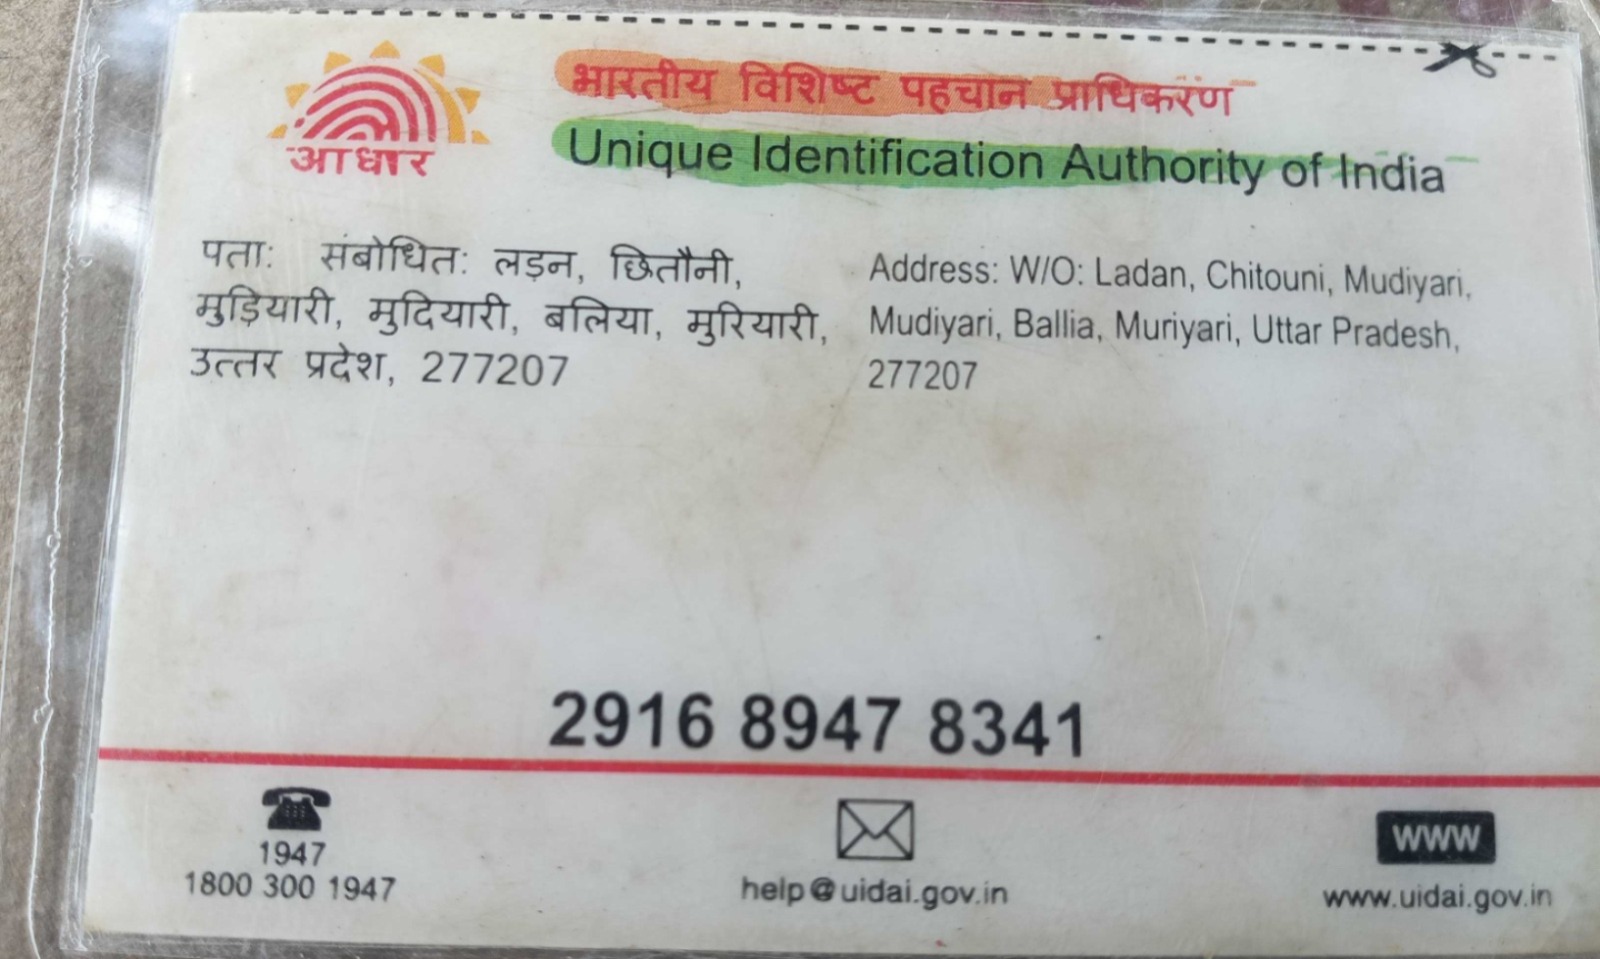 आधार
भारतीय विशिष्ट पहचान प्राधिकरण
Unique Identification Authority of India
पता: संबोधित: लड़न, छितौनी,
मुड़ियारी, मुदियारी, बलिया, मुरियारी,
उत्तर प्रदेश, 277207
Address: W/O: Ladan, Chitouni, Mudiyari,
Mudiyari, Ballia, Muriyari, Uttar Pradesh,
277207
2916 8947 8341
1947
1800 300 1947
help@uidai.gov.in
WWW
www.uidai.gov.in